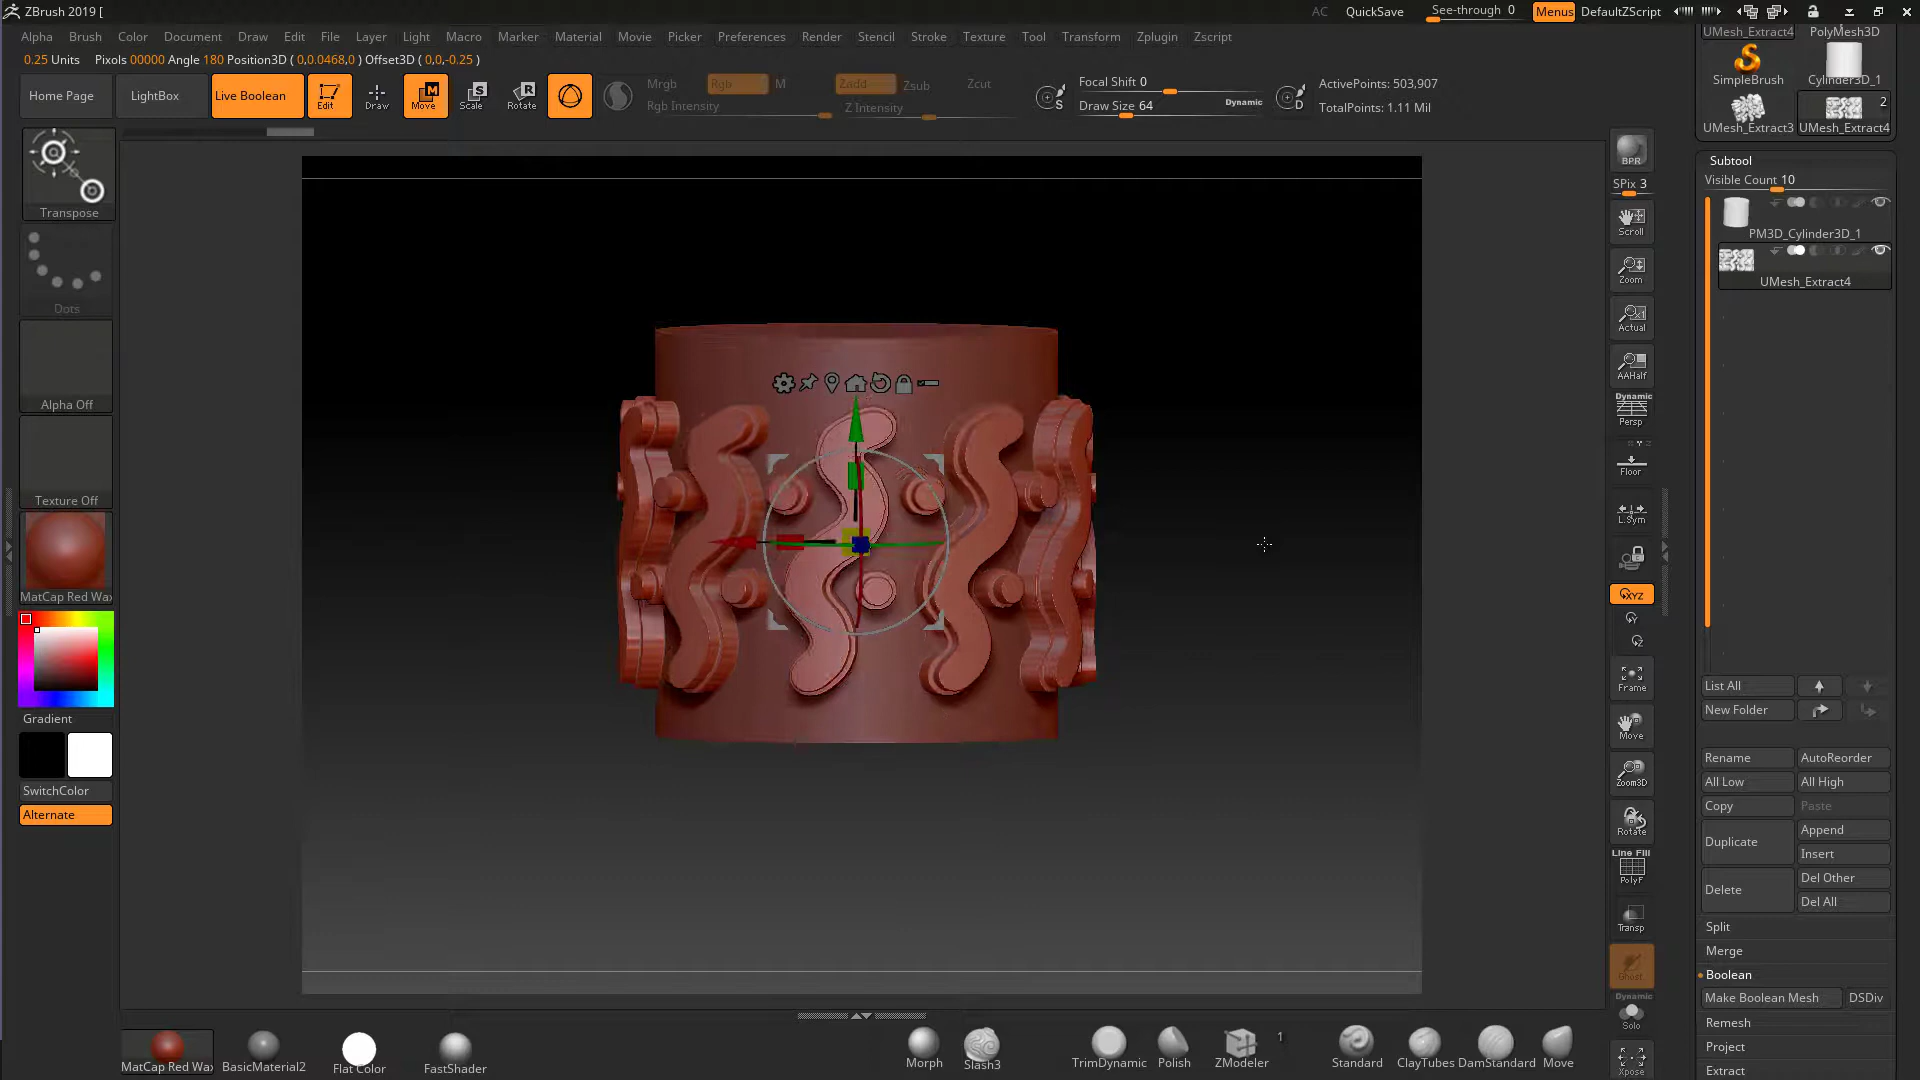 ZBrush 2019 [
AC
QuickSave
See-through 0
Menus
DefaultZScript
Alpha
Brush
Color
Document
Draw
Edit
File
Layer
Light
Macro
Marker
Material
Movie
Picker
Preferences
Render
Stencil
Stroke
Texture
Tool
Transform
Zplugin
Zscript
0.25 Units Pixols 00000 Angle 180 Position3D ( 0,0.0468,0 ) Offset3D ( 0,0,-0.25 )
Home Page
LightBox
Live Boolean
Edit
Draw
Move
Scale
Rotate
Mrgb
Rgb
M
Rgb Intensity
Zadd
Zsub
Zcut
Z Intensity
Focal Shift 0
Draw Size 64
Dynamic
ActivePoints: 503,907
TotalPoints: 1.11 Mil
UMesh_Extract4
PolyMesh3D
SimpleBrush
Cylinder3D_1
2
UMesh_Extract3
UMesh_Extract4
Transpose
Dots
Alpha Off
Texture Off
MatCap Red Wax
Gradient
SwitchColor
Alternate
BPR
SPix 3
Scroll
Zoom
Actual
AAHalf
Dynamic
Persp
Floor
L.Sym
XYZ
Frame
Move
Zoom3D
Rotate
Line Fill
PolyF
Transp
Ghost
Dynamic
Solo
Xpose
Subtool
Visible Count 10
PM3D_Cylinder3D_1
UMesh_Extract4
List All
New Folder
Rename
AutoReorder
All Low
All High
Copy
Paste
Duplicate
Append
Insert
Delete
Del Other
Del All
Split
Merge
Boolean
Make Boolean Mesh
DSDiv
Remesh
Project
Extract
MatCap Red Wax
BasicMaterial2
Flat Color
FastShader
Morph
Slash3
TrimDynamic
Polish
ZModeler
1
Standard
ClayTubes
DamStandard
Move